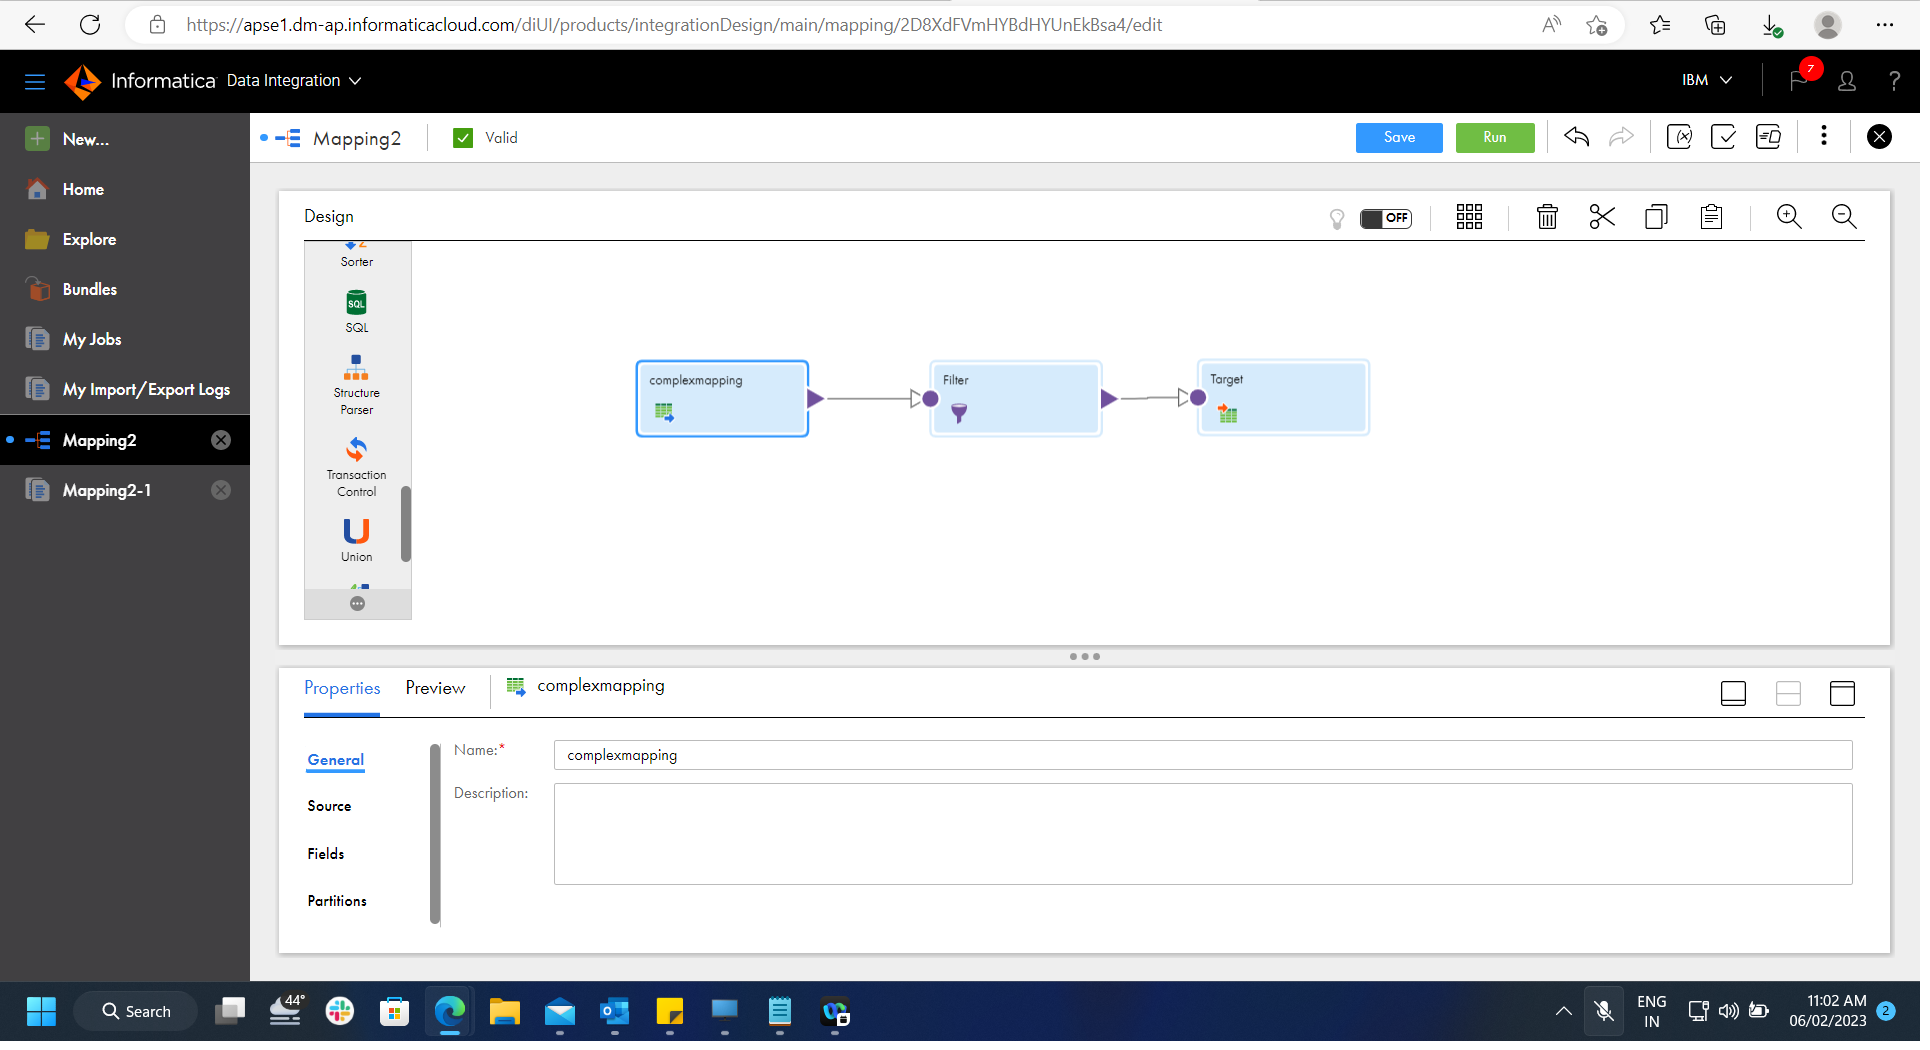 https://apse1.dm-ap.informaticacloud.com/diUI/products/integrationDesign/main/mapping/2D8XdFVmHYBdHYUnEkBsa4/edit
Informatica Data Integration
IBM
7
?
New...
Home
Explore
Bundles
My Jobs
My Import/Export Logs
Mapping2
Mapping2-1
Mapping2
Valid
Save
Run
Design
OFF
Sorter
SQL
SQL
Structure
Parser
Transaction
Control
Union
complexmapping
Filter
Target
Properties
Preview
complexmapping
General
Source
Fields
Partitions
Name:*
complexmapping
Description:
Search
44°
ENG
IN
11:02 AM
06/02/2023
2